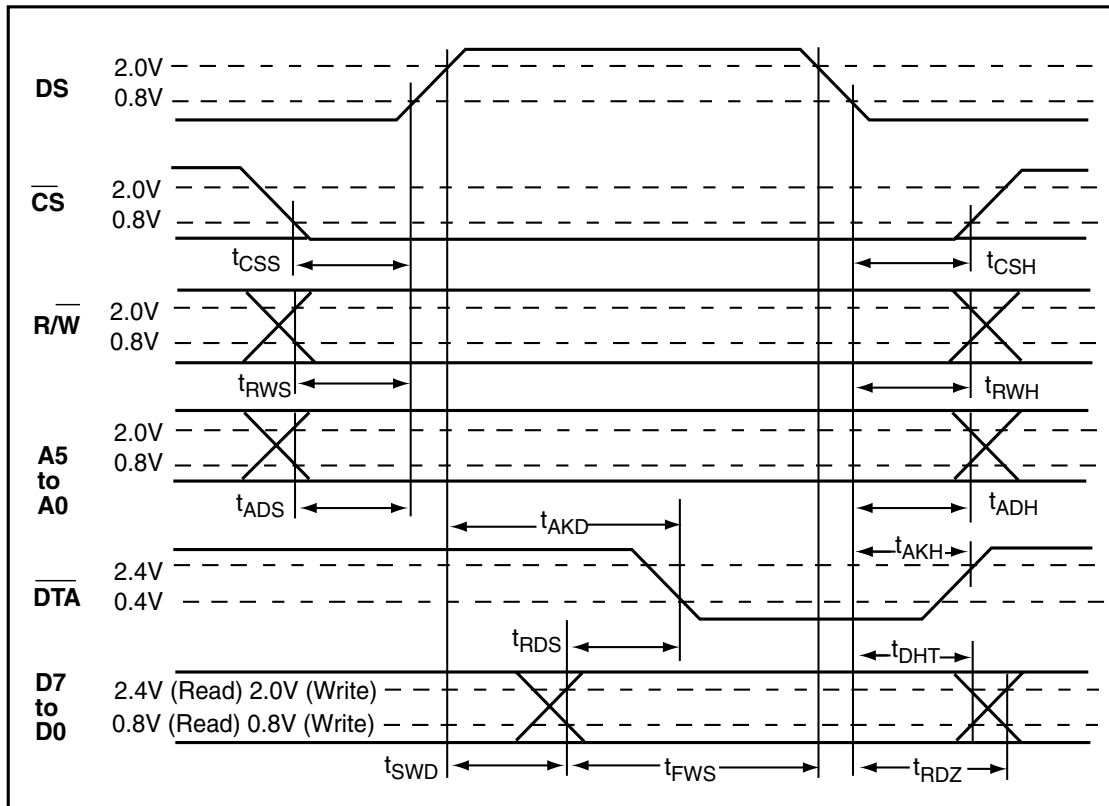 DS
2.0V
0.8V
CS
2.0V
0.8V
tCSS
tCSH
R/W
2.0V
0.8V
tRWS
tRWH
A5
to
A0
2.0V
0.8V
tADS
tADH
tAKD
tAKH
DTA
2.4V
0.4V
tRDS
tDHT
D7
to
D0
2.4V (Read) 2.0V (Write)
0.8V (Read) 0.8V (Write)
tSWD
tFWS
tRDZ